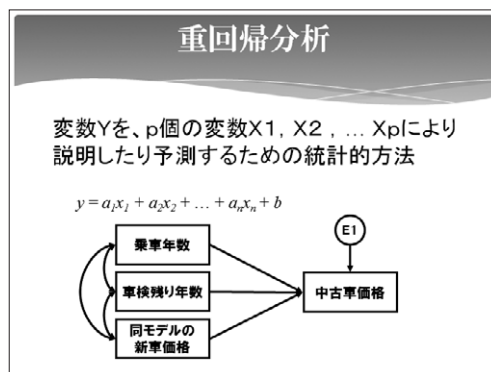 重回帰分析
変数Yを、p個の変数X1, X2 , … Xpにより
説明したり予測するための統計的方法
y = a₁x₁ + a₂x₂ + … + aₙxₙ + b
E1
乗車年数
車検残り年数
中古車価格
同モデルの
新車価格